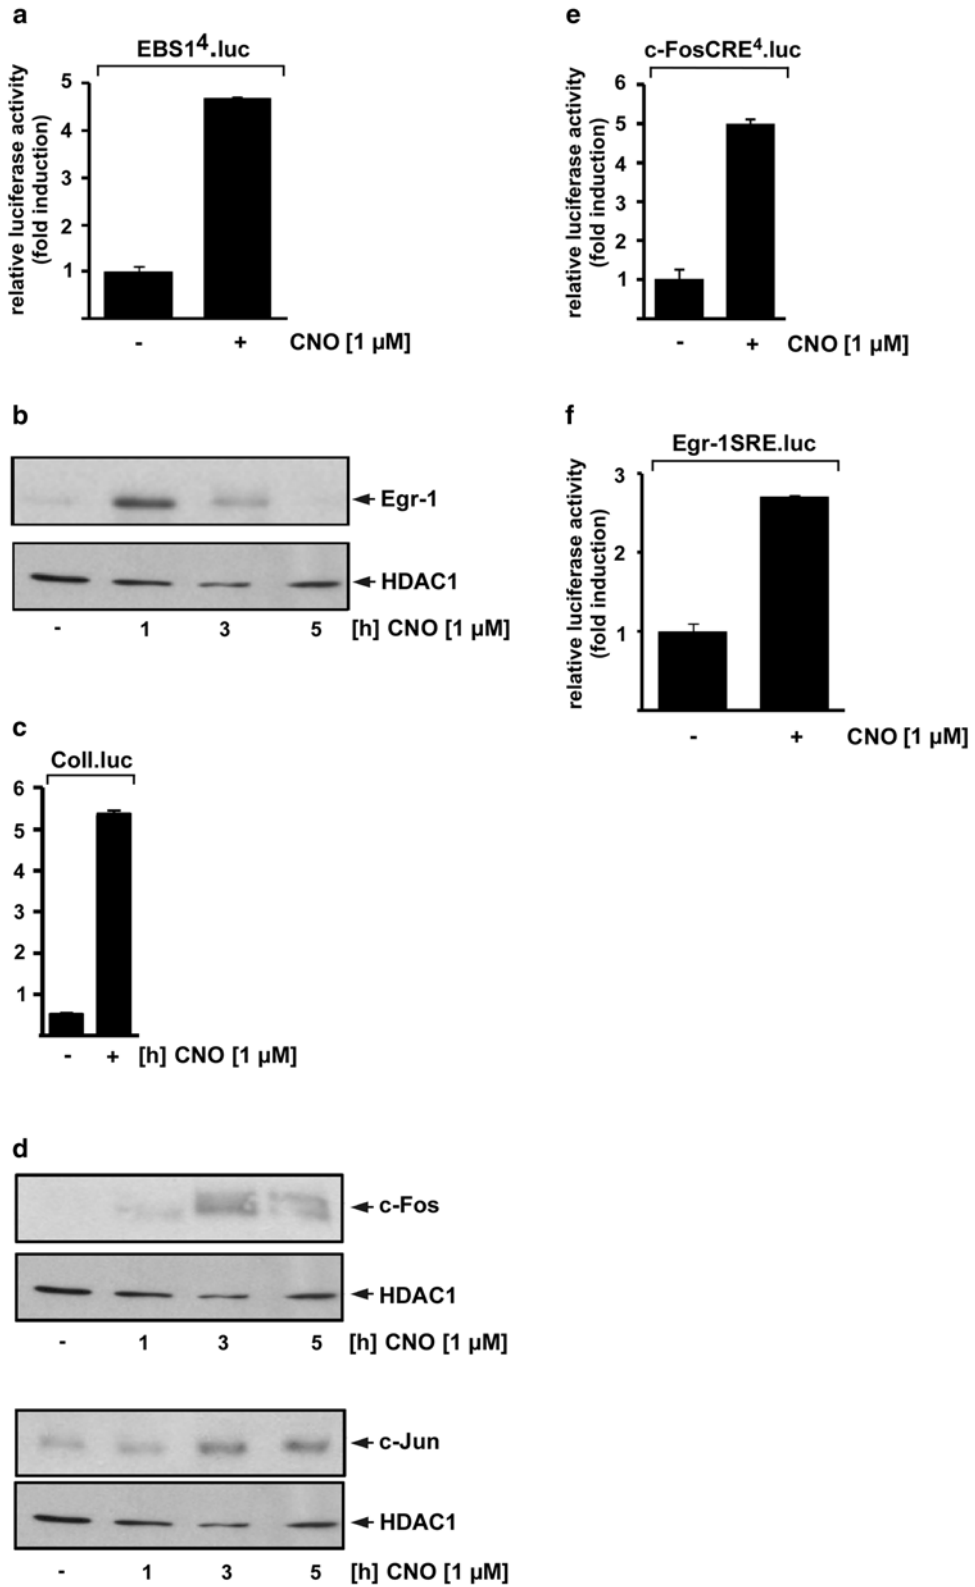 a
EBS1⁴.luc
relative luciferase activity
(fold induction)
5
4
3
2
1
- + CNO [1 µM]
b
Egr-1
HDAC1
- 1 3 5 [h] CNO [1 µM]
c
Coll.luc
6
5
4
3
2
1
- + [h] CNO [1 µM]
d
c-Fos
HDAC1
- 1 3 5 [h] CNO [1 µM]
c-Jun
HDAC1
- 1 3 5 [h] CNO [1 µM]
e
c-FosCRE⁴.luc
relative luciferase activity
(fold induction)
6
5
4
3
2
1
- + CNO [1 µM]
f
Egr-1SRE.luc
relative luciferase activity
(fold induction)
3
2
1
- + CNO [1 µM]